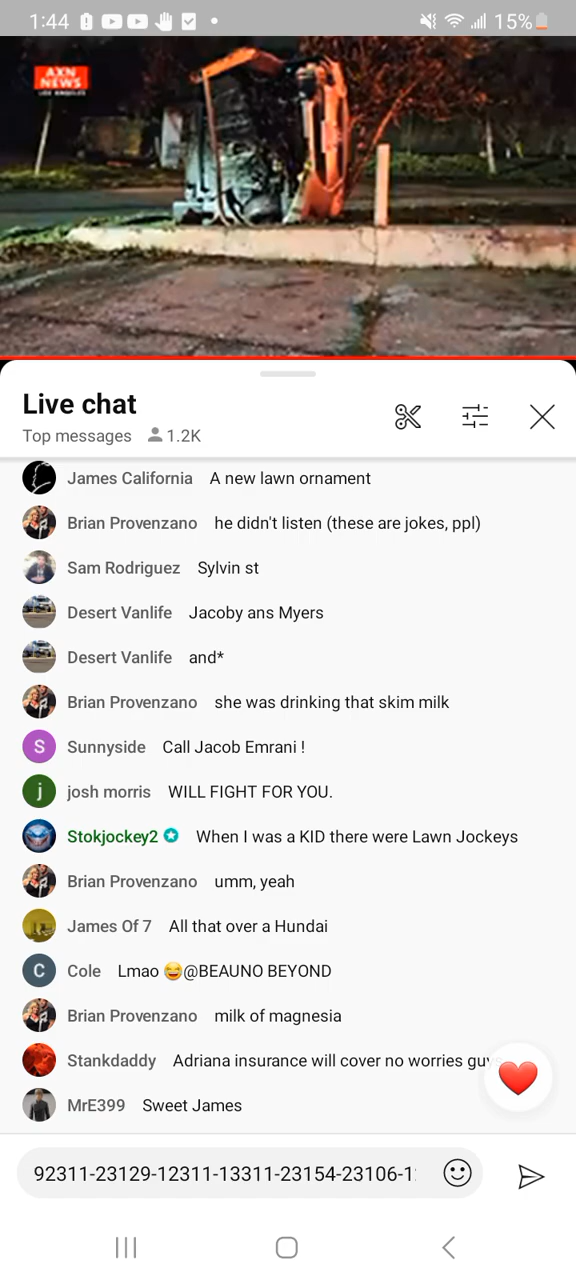 1:44 15%
AXN
NEWS
LOS ANGELES
Live chat
Top messages 1.2K
James California A new lawn ornament
Brian Provenzano he didn't listen (these are jokes, ppl)
Sam Rodriguez Sylvin st
Desert Vanlife Jacoby ans Myers
Desert Vanlife and*
Brian Provenzano she was drinking that skim milk
S Sunnyside Call Jacob Emrani !
j josh morris WILL FIGHT FOR YOU.
Stokjockey2 When I was a KID there were Lawn Jockeys
Brian Provenzano umm, yeah
James Of 7 All that over a Hundai
C Cole Lmao 😂@BEAUNO BEYOND
Brian Provenzano milk of magnesia
Stankdaddy Adriana insurance will cover no worries guys
MrE399 Sweet James
92311-23129-12311-13311-23154-23106-1